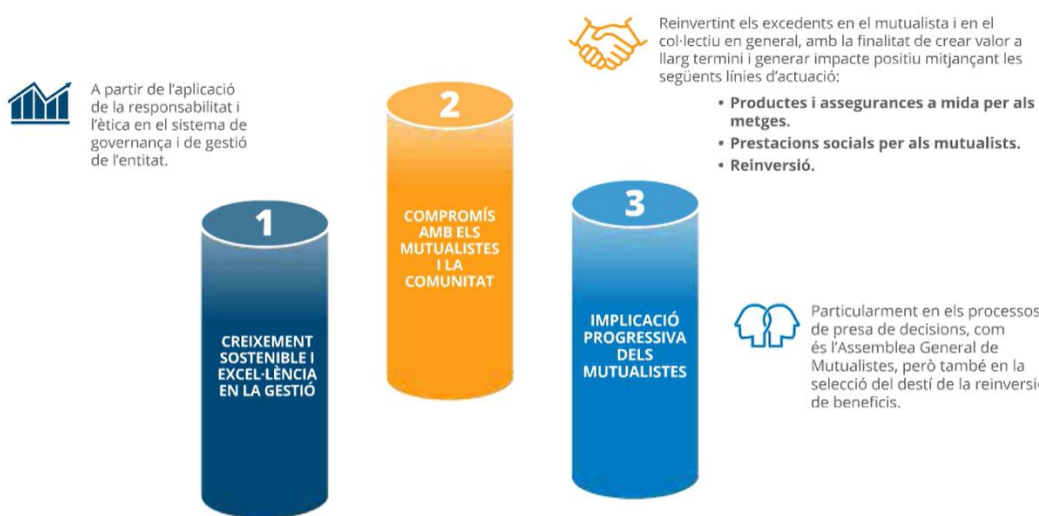 A partir de l'aplicació
de la responsabilitat i
l'ètica en el sistema de
governança i de gestió
de l'entitat.
1
CREIXEMENT
SOSTENIBLE I
EXCEL·LÈNCIA
EN LA GESTIÓ
2
COMPROMÍS
AMB ELS
MUTUALISTES
I LA
COMUNITAT
Reinvertint els excedents en el mutualista i en el
col·lectiu en general, amb la finalitat de crear valor a
llarg termini i generar impacte positiu mitjançant les
següents línies d'actuació:
• Productes i assegurances a mida per als
metges.
• Prestacions socials per als mutualists.
• Reinversió.
3
IMPLICACIÓ
PROGRESSIVA
DELS
MUTUALISTES
Particularment en els processos
de presa de decisions, com
és l'Assemblea General de
Mutualistes, però també en la
selecció del destí de la
de beneficis.